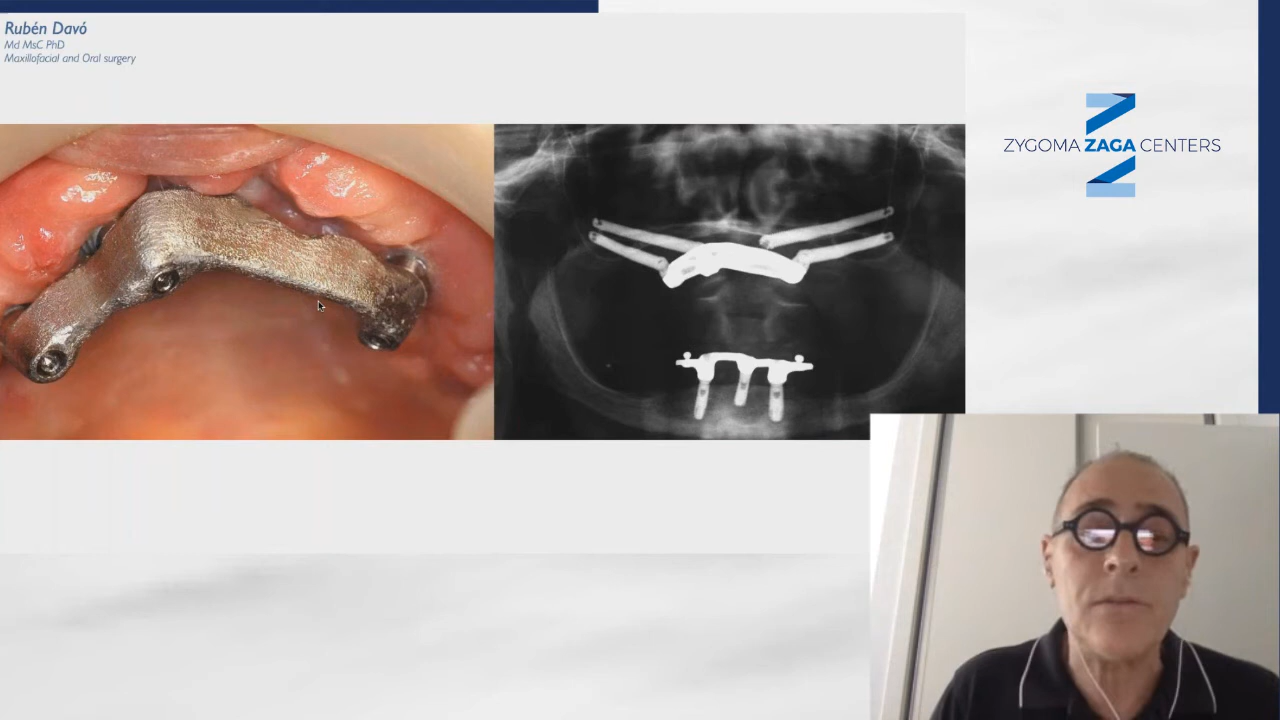 Rubén Davó
Md MsC PhD
Maxillofacial and Oral surgery
ZYGOMA ZAGA CENTERS